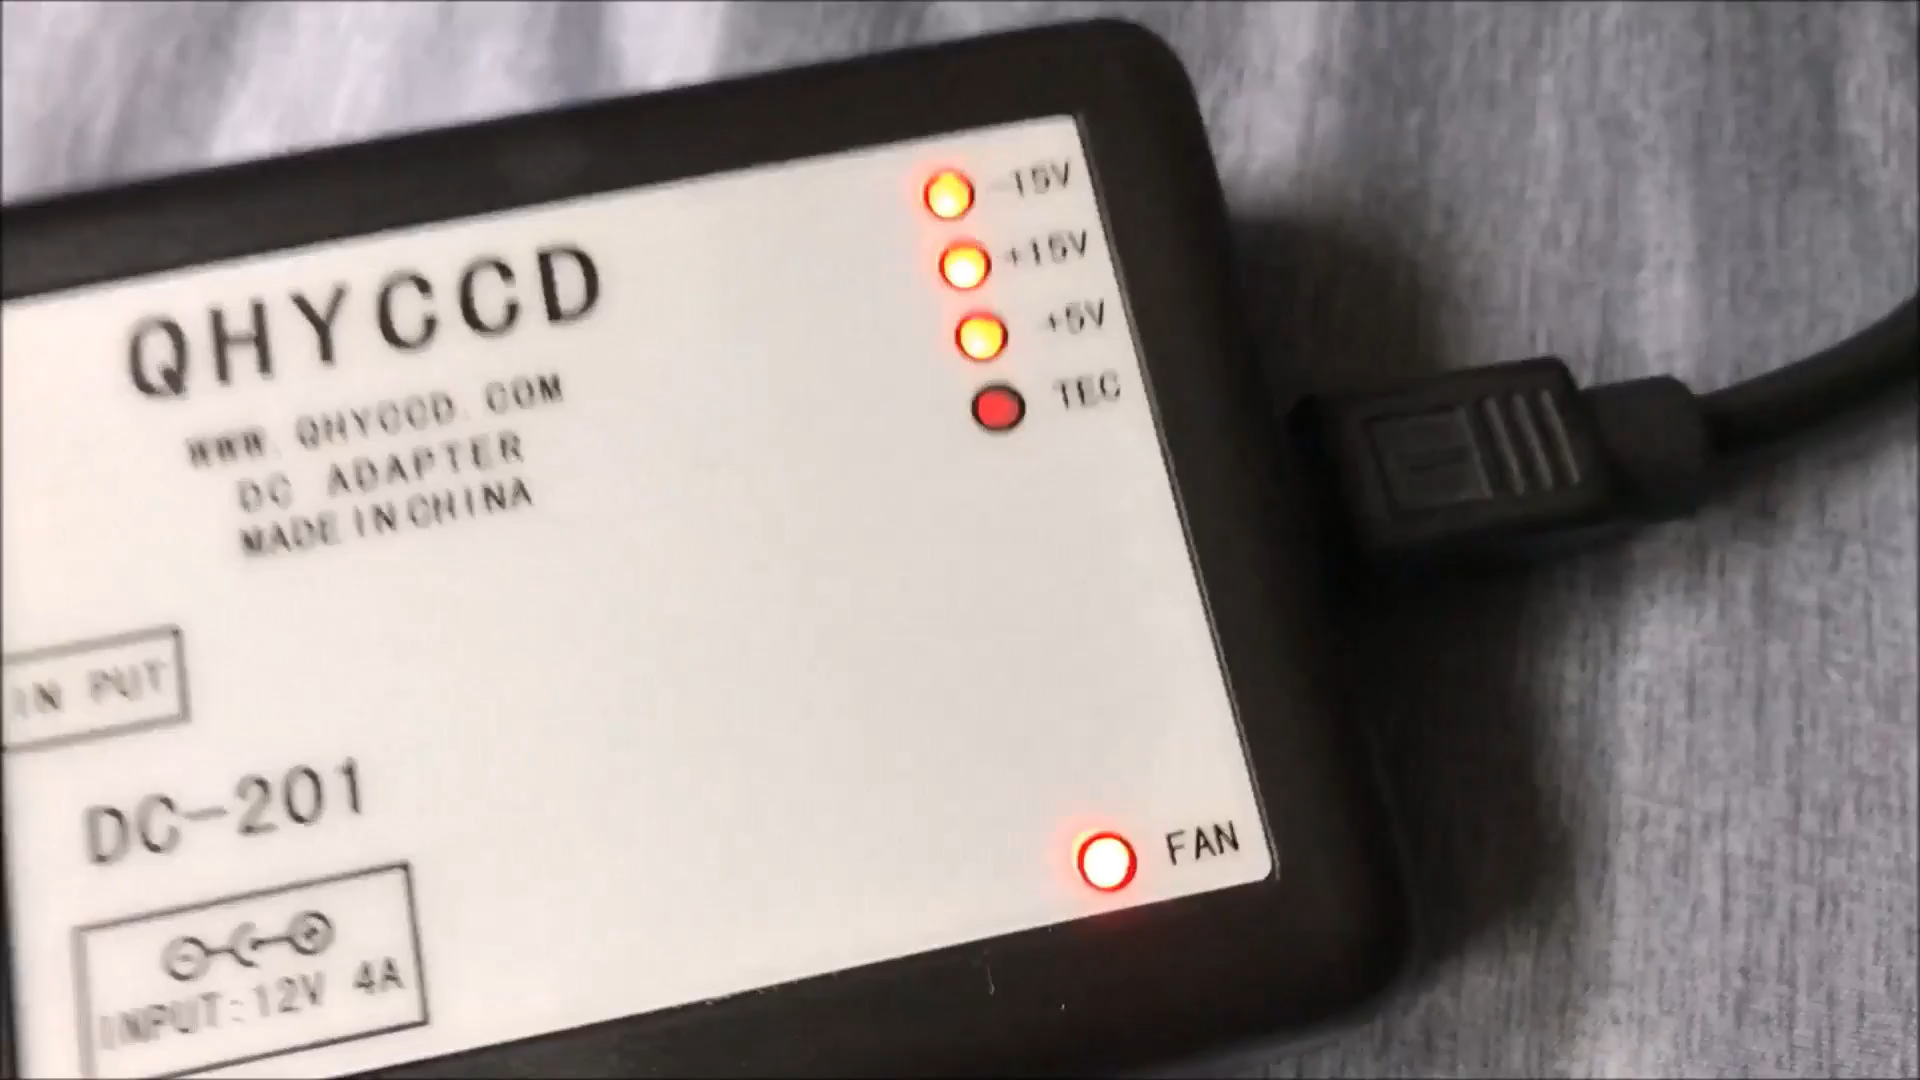 QHYCCD
WWW.QHYCCD.COM
DC ADAPTER
MADE IN CHINA
-15V
+15V
+5V
TEC
IN PUT
DC-201
INPUT:12V 4A
FAN